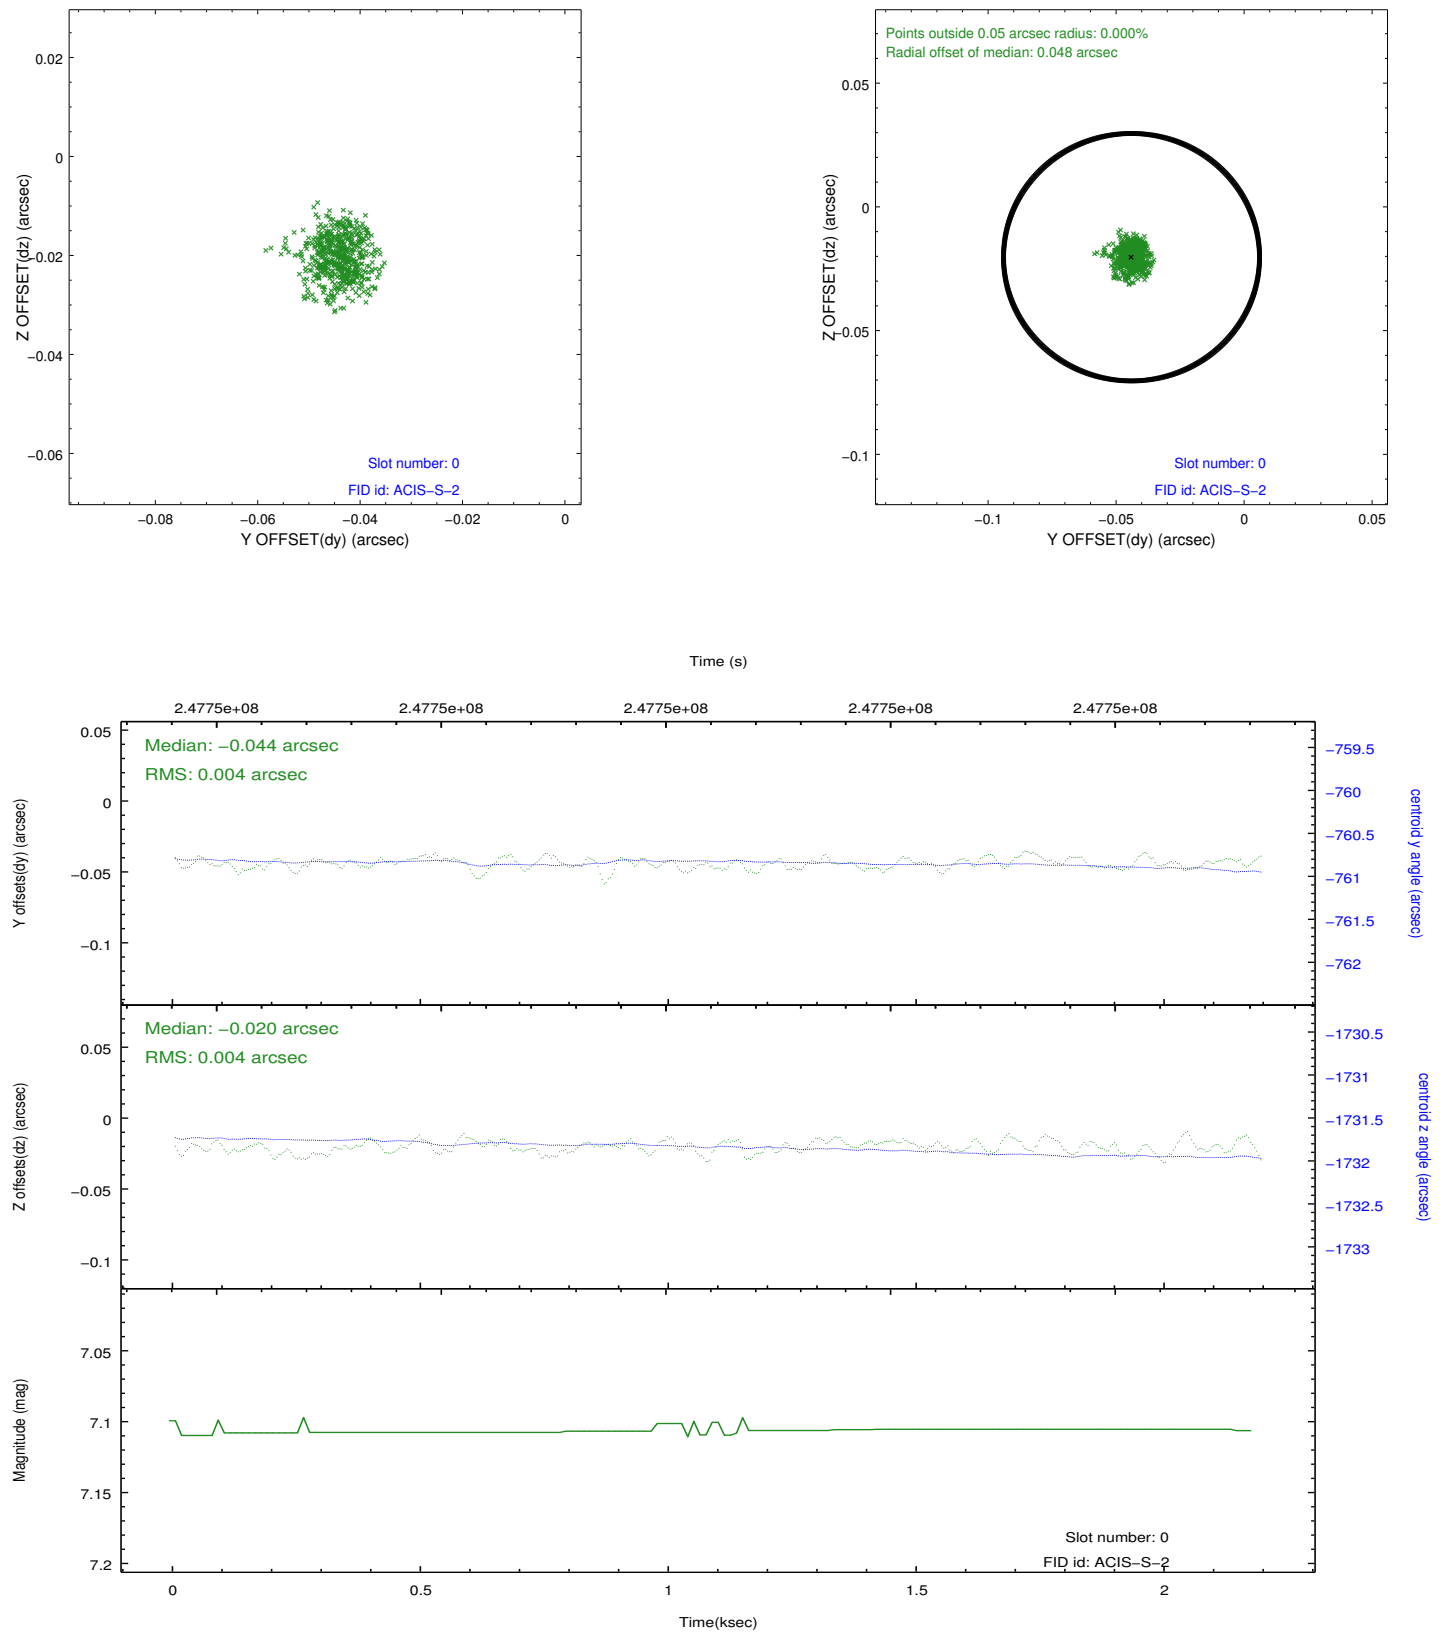 0.02
0
−0.02
−0.04
−0.06
Z OFFSET(dz) (arcsec)
Slot number: 0
FID id: ACIS−S−2
−0.08
−0.06
−0.04
−0.02
0
Y OFFSET(dy) (arcsec)
Points outside 0.05 arcsec radius: 0.000%
Radial offset of median: 0.048 arcsec
0.05
0
−0.05
−0.1
Z OFFSET(dz) (arcsec)
Slot number: 0
FID id: ACIS−S−2
−0.1
−0.05
0
0.05
Y OFFSET(dy) (arcsec)
Time (s)
2.4775e+08
2.4775e+08
2.4775e+08
2.4775e+08
2.4775e+08
Median: −0.044 arcsec
RMS: 0.004 arcsec
0.05
0
−0.05
−0.1
Y offsets(dy) (arcsec)
−759.5
−760
−760.5
−761
−761.5
−762
centroid y angle (arcsec)
Median: −0.020 arcsec
RMS: 0.004 arcsec
0.05
0
−0.05
−0.1
Z offsets(dz) (arcsec)
−1730.5
−1731
−1731.5
−1732
−1732.5
−1733
centroid z angle (arcsec)
7.05
7.1
7.15
7.2
Magnitude (mag)
Slot number: 0
FID id: ACIS−S−2
0
0.5
1
1.5
2
Time(ksec)